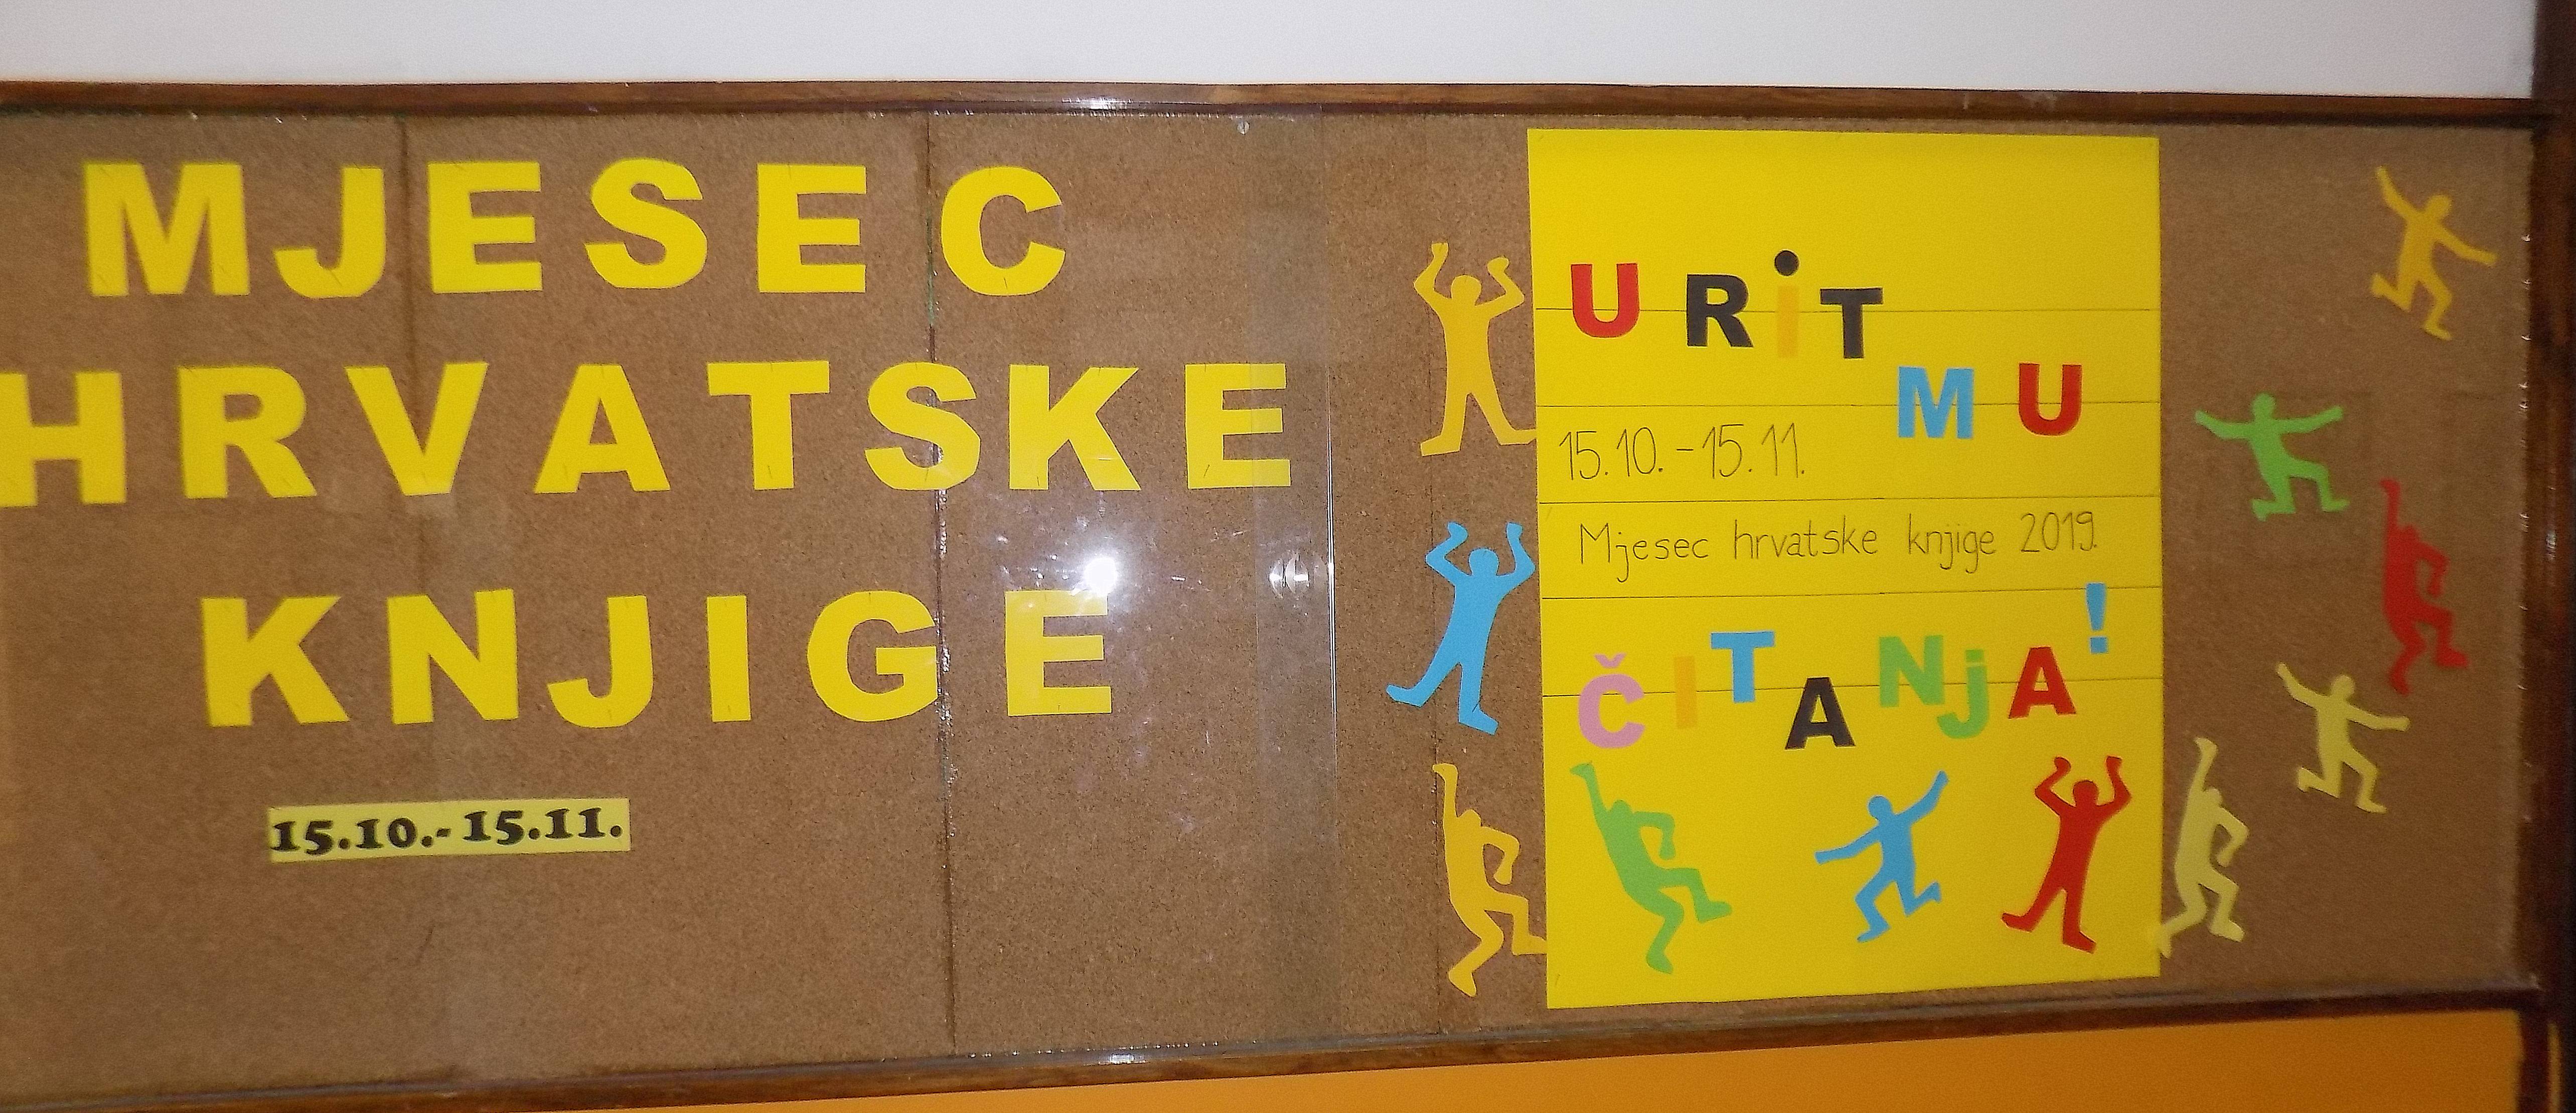 MJESEC
HRVATSKE
KNJIGE
15.10.-15.11.
U RiT
MU
15.10.-15.11.
Mjesec hrvatske knjige 2019.
ČITANjA!